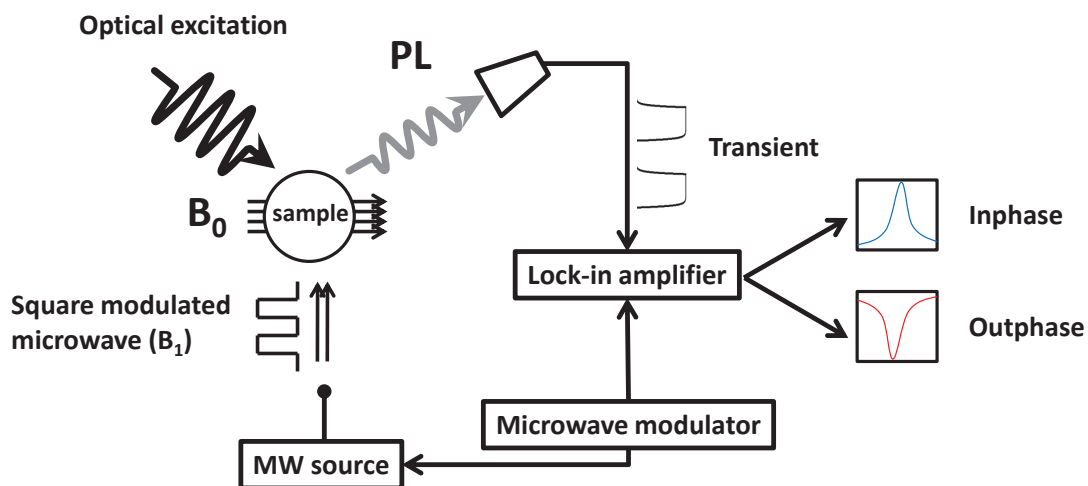 Optical excitation
PL
Transient
B₀
sample
Inphase
Lock-in amplifier
Square modulated
microwave (B₁)
Outphase
Microwave modulator
MW source